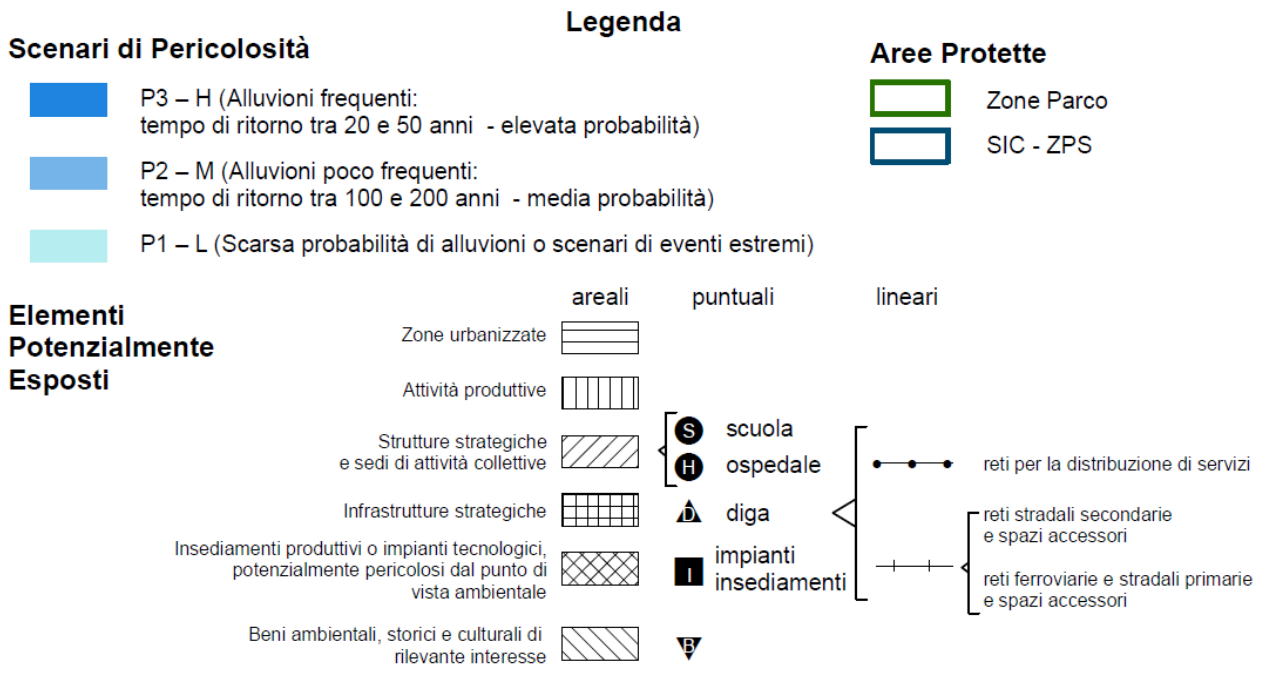 Legenda
Scenari di Pericolosità
P3 – H (Alluvioni frequenti:
tempo di ritorno tra 20 e 50 anni - elevata probabilità)
P2 – M (Alluvioni poco frequenti:
tempo di ritorno tra 100 e 200 anni - media probabilità)
P1 – L (Scarsa probabilità di alluvioni o scenari di eventi estremi)
Aree Protette
Zone Parco
SIC - ZPS
Elementi
Potenzialmente
Esposti
areali
puntuali
lineari
Zone urbanizzate
Attività produttive
Strutture strategiche
e sedi di attività collettive
S scuola
H ospedale
Infrastrutture strategiche
D diga
Insediamenti produttivi o impianti tecnologici,
potenzialmente pericolosi dal punto di
vista ambientale
I impianti
insediamenti
Beni ambientali, storici e culturali di
rilevante interesse
B
reti per la distribuzione di servizi
reti stradali secondarie
e spazi accessori
reti ferroviarie e stradali primarie
e spazi accessori